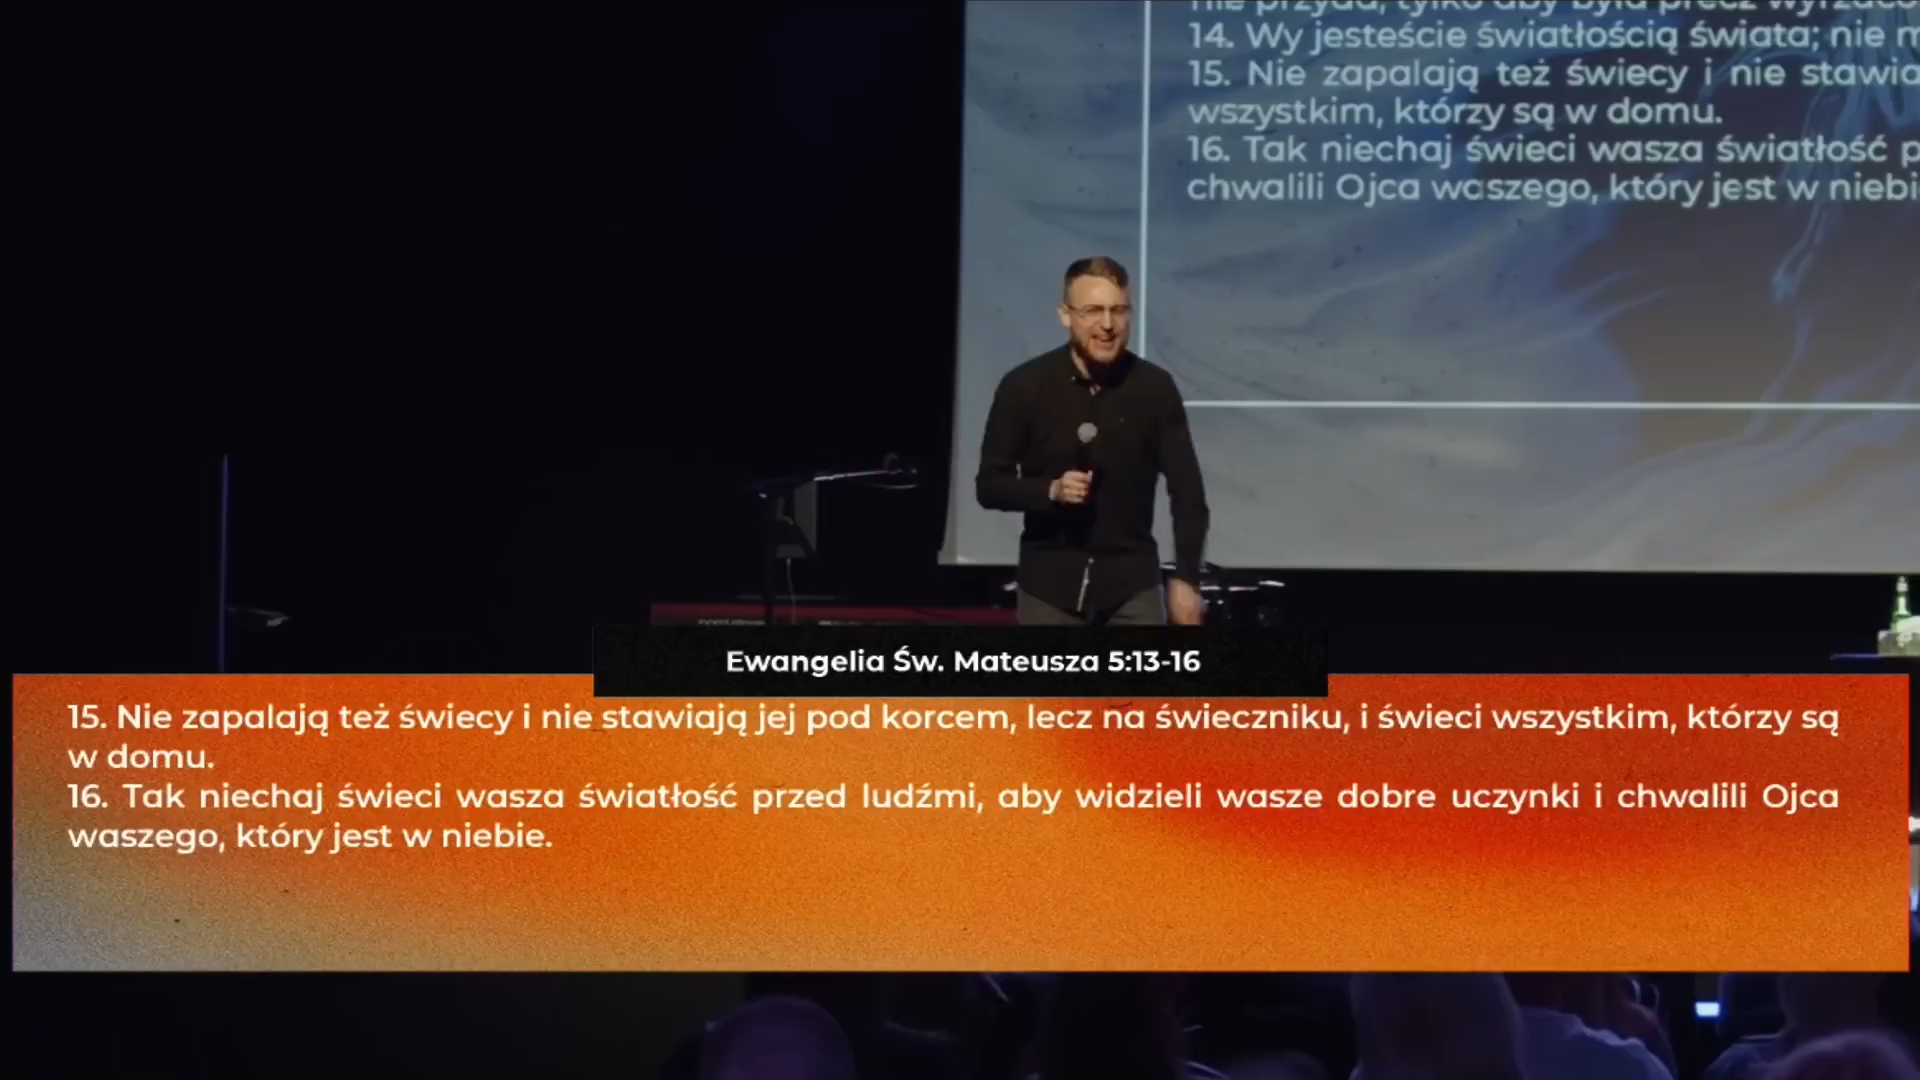 14. Wy jesteście światłością świata; nie
15. Nie zapalają też świecy i nie
wszystkim, którzy są w domu.
16. Tak niechaj świeci wasza światłość
chwalili Ojca waszego, który jest w
Ewangelia Św. Mateusza 5:13-16
15. Nie zapalają też świecy i nie stawiają jej pod korcem, lecz na świeczniku, i świeci wszystkim, którzy są
w domu.
16. Tak niechaj świeci wasza światłość przed ludźmi, aby widzieli wasze dobre uczynki i chwalili Ojca
waszego, który jest w niebie.